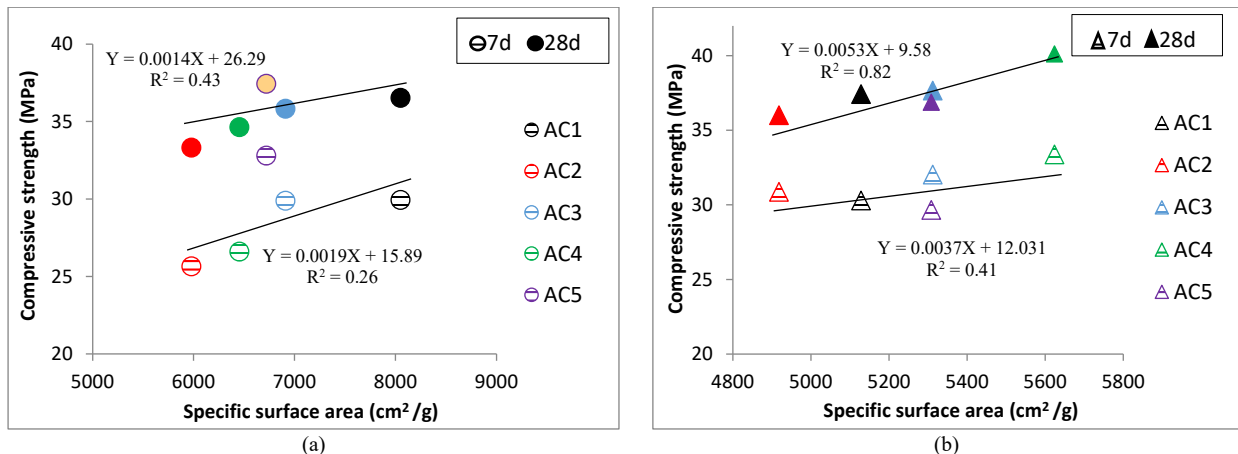 40
35
30
25
20
Compressive strength (MPa)
5000 6000 7000 8000 9000
Specific surface area (cm² /g)
Y = 0.0014X + 26.29
R² = 0.43
Y = 0.0019X + 15.89
R² = 0.26
7d 28d
AC1
AC2
AC3
AC4
AC5
(a)
40
35
30
25
20
Compressive strength (MPa)
4800 5000 5200 5400 5600 5800
Specific surface area (cm² /g)
Y = 0.0053X + 9.58
R² = 0.82
Y = 0.0037X + 12.031
R² = 0.41
7d 28d
AC1
AC2
AC3
AC4
AC5
(b)